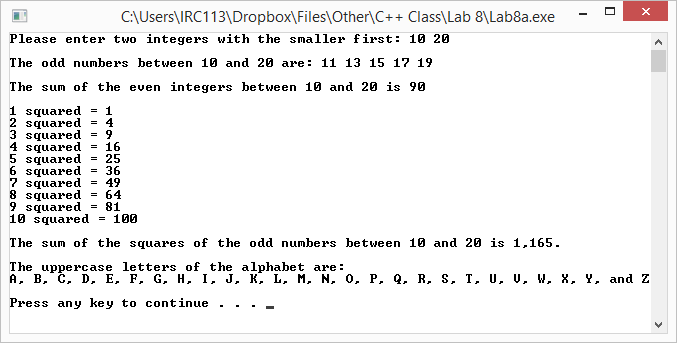 C:\Users\IRC113\Dropbox\Files\Other\C++ Class\Lab 8\Lab8a.exe
Please enter two integers with the smaller first: 10 20
The odd numbers between 10 and 20 are: 11 13 15 17 19
The sum of the even integers between 10 and 20 is 90
1 squared = 1
2 squared = 4
3 squared = 9
4 squared = 16
5 squared = 25
6 squared = 36
7 squared = 49
8 squared = 64
9 squared = 81
10 squared = 100
The sum of the squares of the odd numbers between 10 and 20 is 1,165.
The uppercase letters of the alphabet are:
A, B, C, D, E, F, G, H, I, J, K, L, M, N, O, P, Q, R, S, T, U, V, W, X, Y, and Z
Press any key to continue . . . _